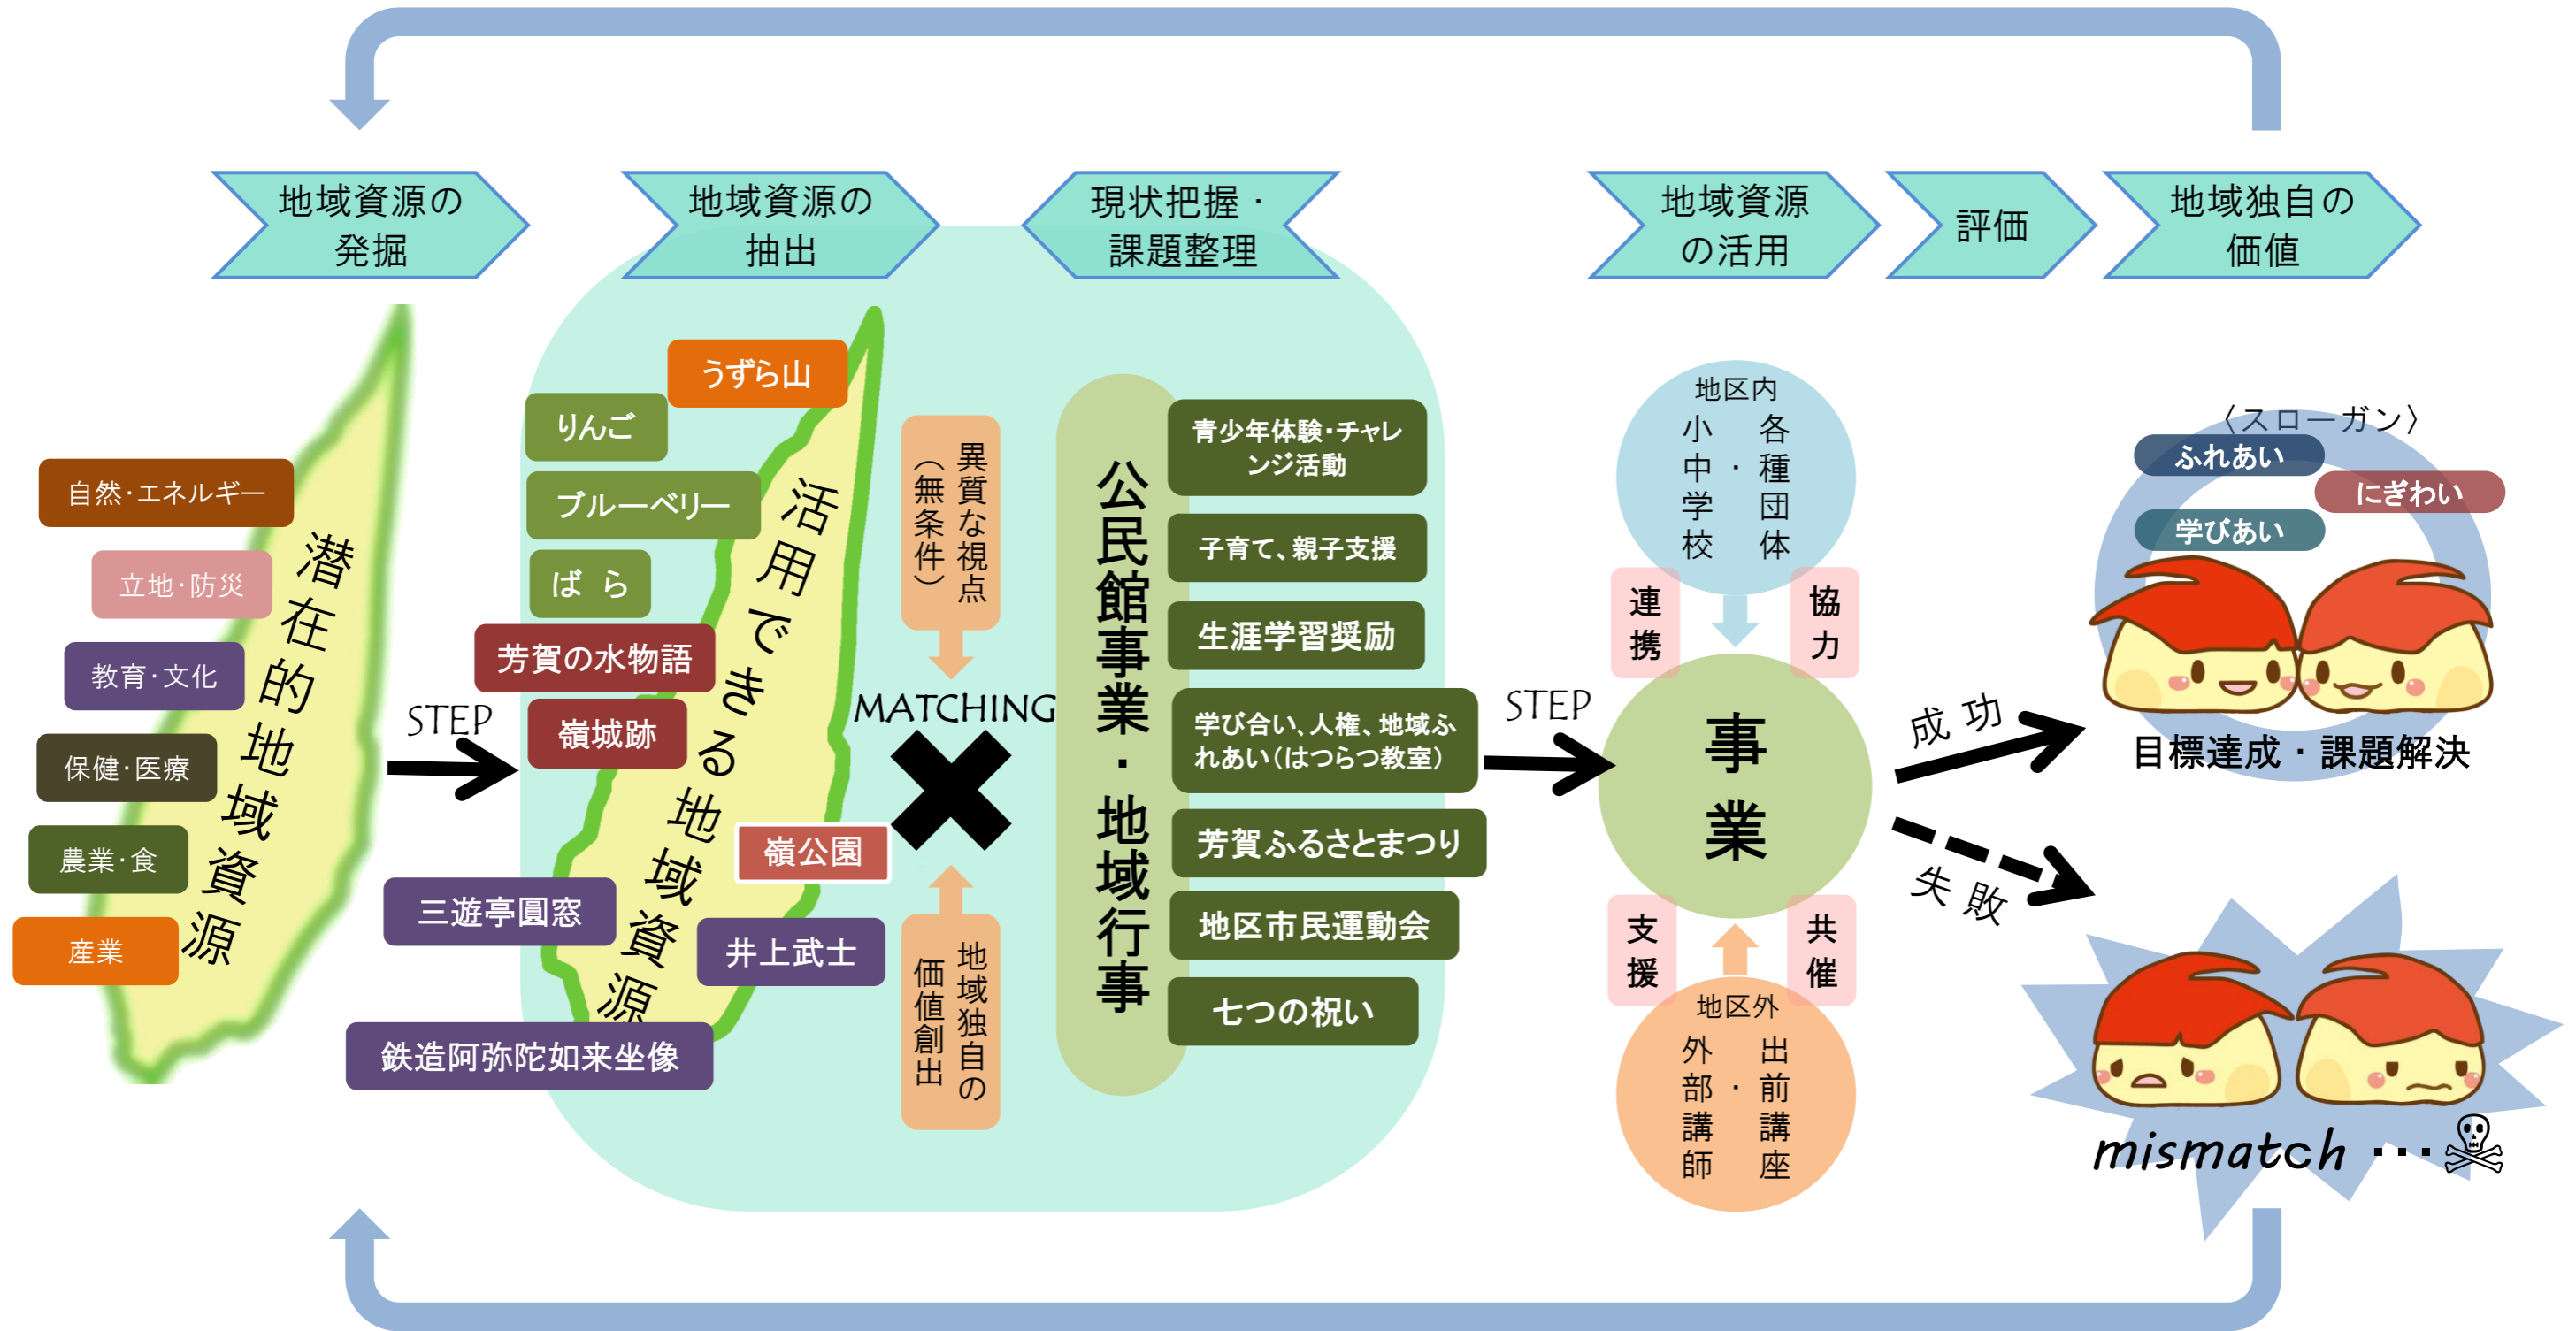 地域資源の
発掘
地域資源の
抽出
現状把握・
課題整理
地域資源
の活用
評価
地域独自の
価値
自然・エネルギー
立地・防災
教育・文化
保健・医療
農業・食
産業
潜在的地域資源
STEP
うずら山
りんご
ブルーベリー
ばら
芳賀の水物語
嶺城跡
嶺公園
三遊亭圓窓
井上武士
鉄造阿弥陀如来坐像
活用できる地域資源
異質な視点
(無条件)
MATCHING
地域独自の
価値創出
公民館事業・地域行事
青少年体験・チャレ
ンジ活動
子育て、親子支援
生涯学習奨励
学び合い、人権、地域ふ
れあい(はつらつ教室)
芳賀ふるさとまつり
地区市民運動会
七つの祝い
STEP
地区内
各種団体・
小中学校
連携
協力
事業
支援
共催
地区外
出前講座・
外部講師
成功
失敗
〈スローガン〉
ふれあい
にぎわい
学びあい
目標達成・課題解決
mismatch …